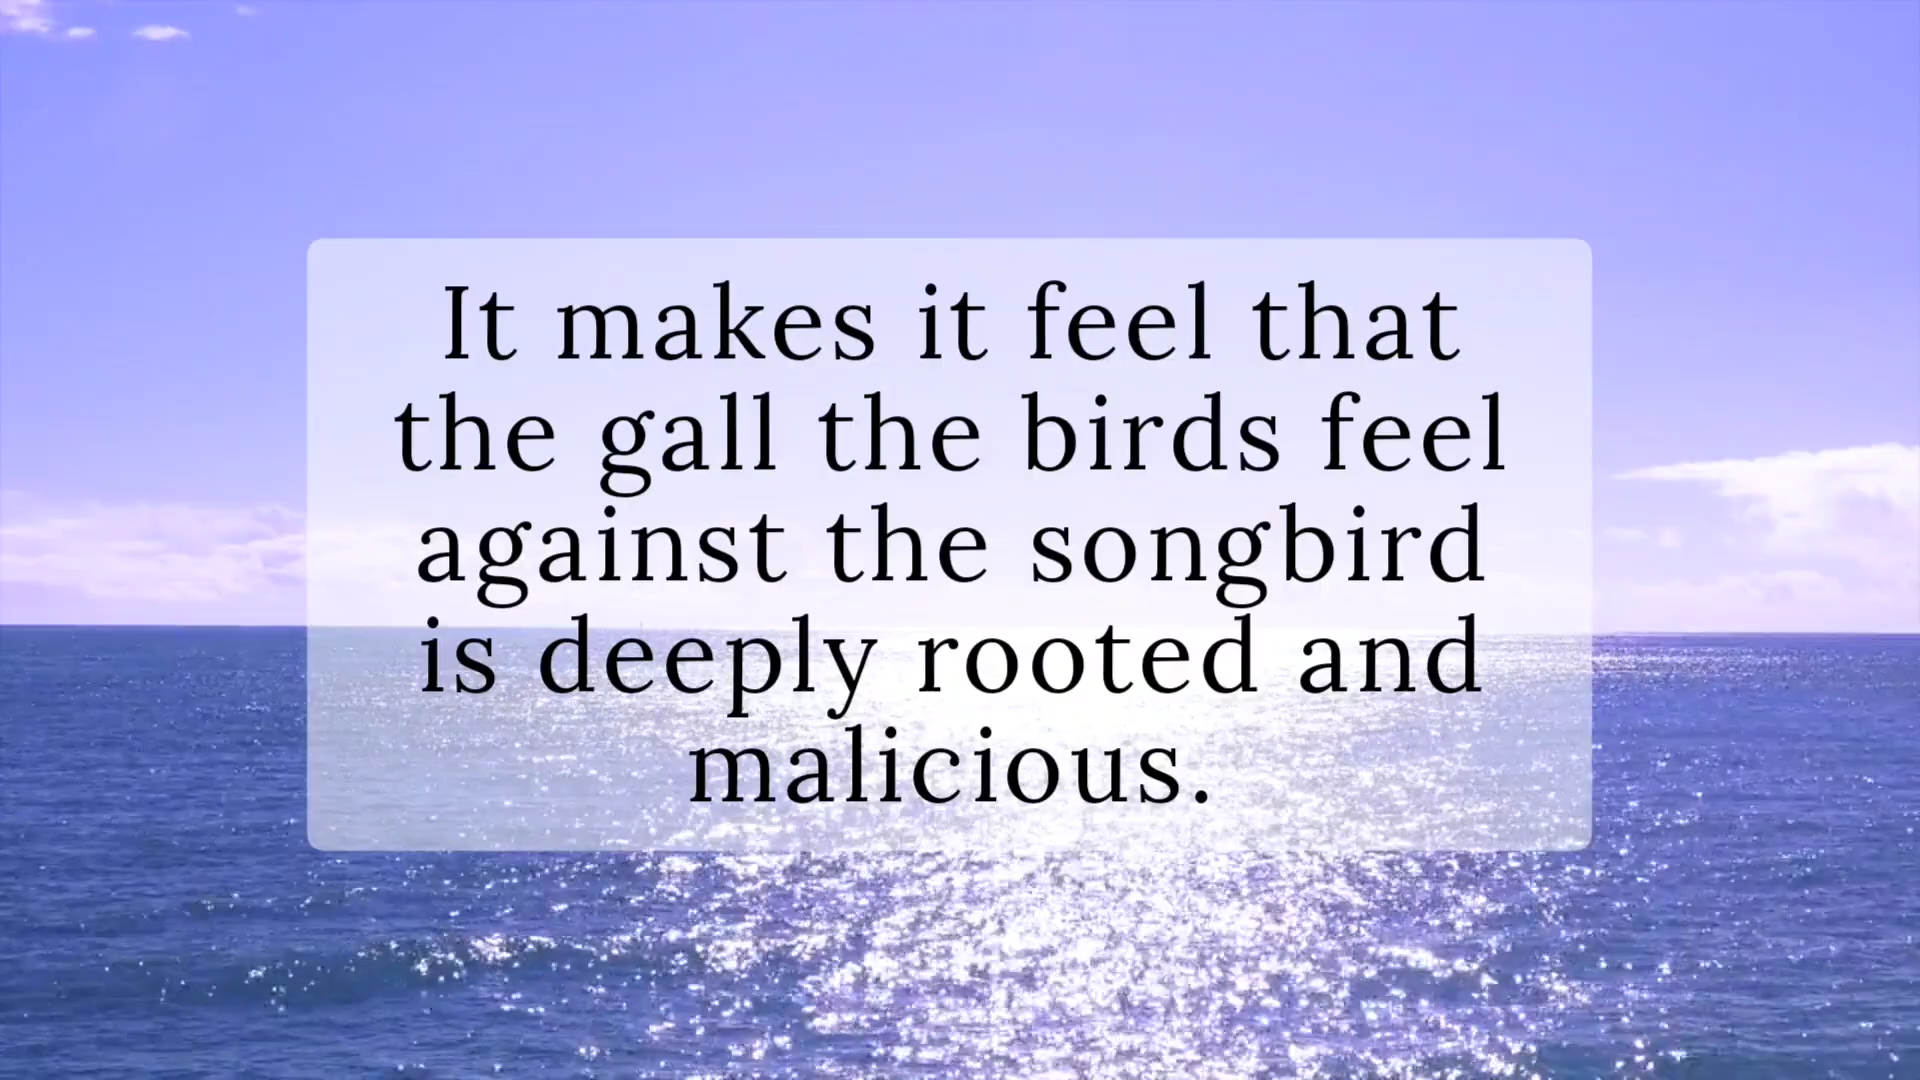 It makes it feel that
the gall the birds feel
against the songbird
is deeply rooted and
malicious.